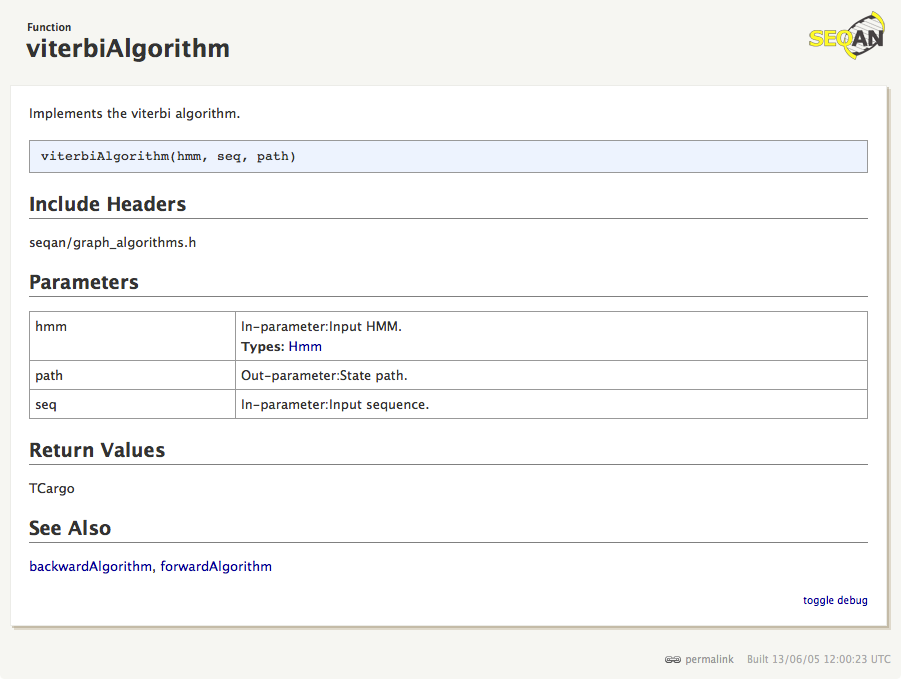 Function
viterbiAlgorithm
SEQAN
Implements the viterbi algorithm.
viterbiAlgorithm(hmm, seq, path)
Include Headers
seqan/graph_algorithms.h
Parameters
hmm In-parameter:Input HMM.
Types: Hmm
path Out-parameter:State path.
seq In-parameter:Input sequence.
Return Values
TCargo
See Also
backwardAlgorithm, forwardAlgorithm
toggle debug
permalink Built 13/06/05 12:00:23 UTC